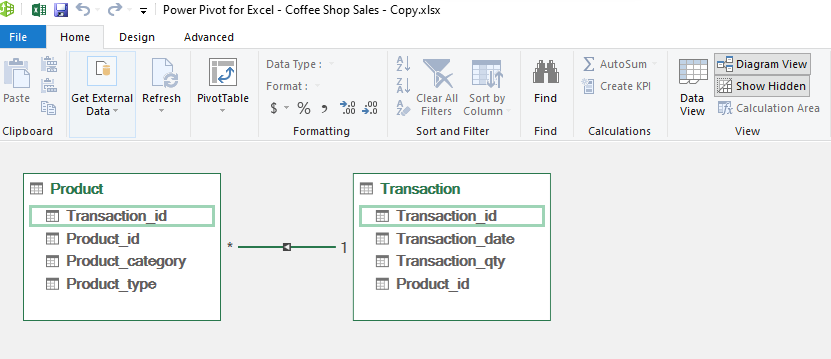 Power Pivot for Excel - Coffee Shop Sales - Copy.xlsx
File Home Design Advanced
Paste
Clipboard
Get External
Data
Refresh
PivotTable
Data Type :
Format :
$ % , .00 .00
Formatting
Clear All
Filters
Sort by
Column
Sort and Filter
Find
Find
AutoSum
Create KPI
Calculations
Data
View
Diagram View
Show Hidden
Calculation Area
View
Product
Transaction_id
Product_id
Product_category
Product_type
* 1
Transaction
Transaction_id
Transaction_date
Transaction_qty
Product_id